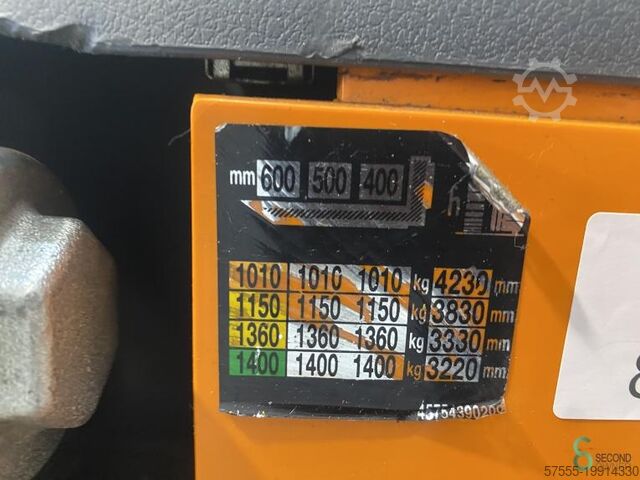 mm 600 500 400 h
1010 1010 1010 kg 4230 mm
1150 1150 1150 kg 3830 mm
1360 1360 1360 kg 3330 mm
1400 1400 1400 kg 3220 mm
SECOND
57555-19914330